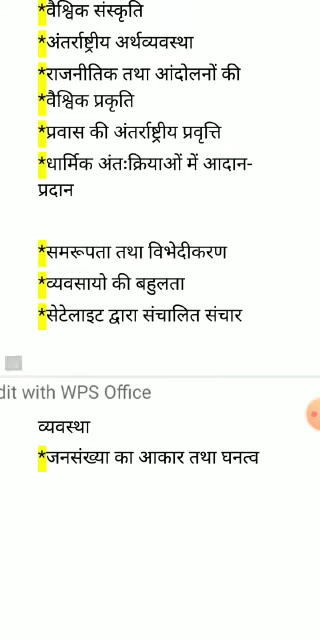 *वैश्विक संस्कृति
*अंतर्राष्ट्रीय अर्थव्यवस्था
*राजनीतिक तथा आंदोलनों की
*वैश्विक प्रकृति
*प्रवास की अंतर्राष्ट्रीय प्रवृत्ति
*धार्मिक अंतःक्रियाओं में आदान-
प्रदान
*समरूपता तथा विभेदीकरण
*व्यवसायो की बहुलता
*सेटेलाइट द्वारा संचालित संचार
dit with WPS Office
व्यवस्था
*जनसंख्या का आकार तथा घनत्व